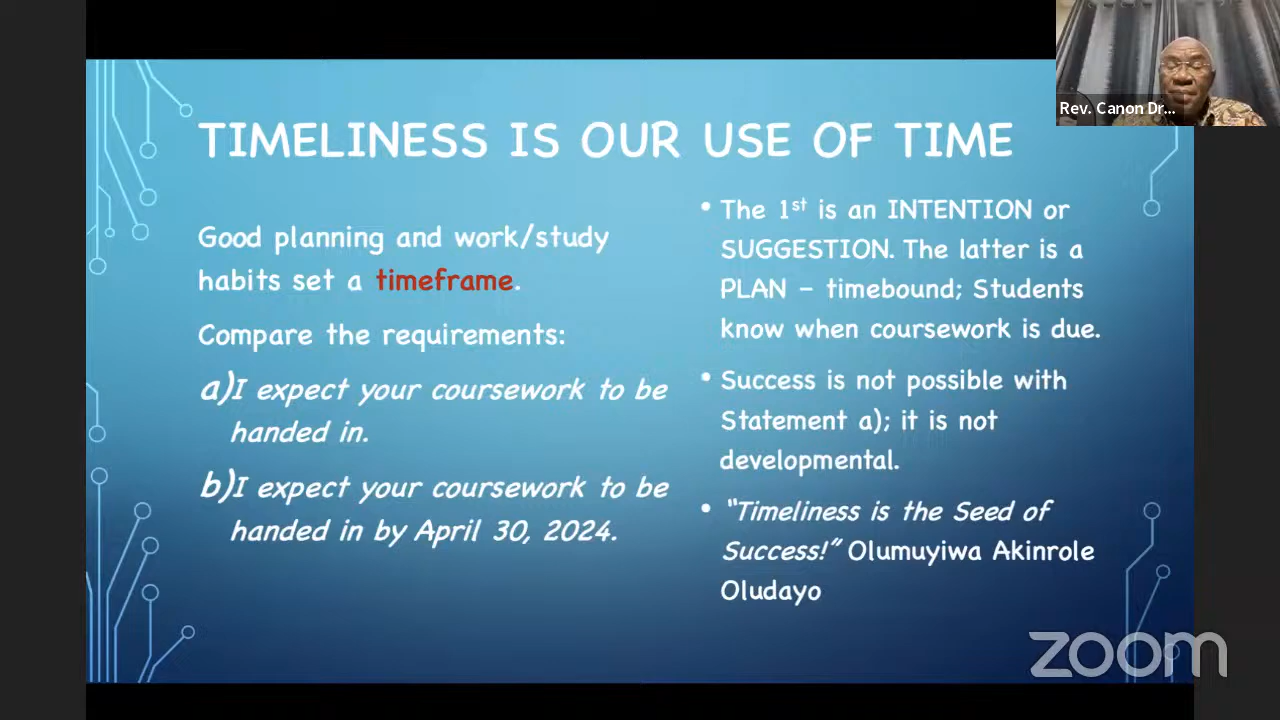 Rev. Canon Dr...
TIMELINESS IS OUR USE OF TIME
Good planning and work/study
habits set a timeframe.
Compare the requirements:
a)I expect your coursework to be
handed in.
b)I expect your coursework to be
handed in by April 30, 2024.
• The 1st is an INTENTION or
SUGGESTION. The latter is a
PLAN – timebound; Students
know when coursework is due.
• Success is not possible with
Statement a); it is not
developmental.
• “Timeliness is the Seed of
Success!” Olumuyiwa Akinrole
Oludayo
zoom